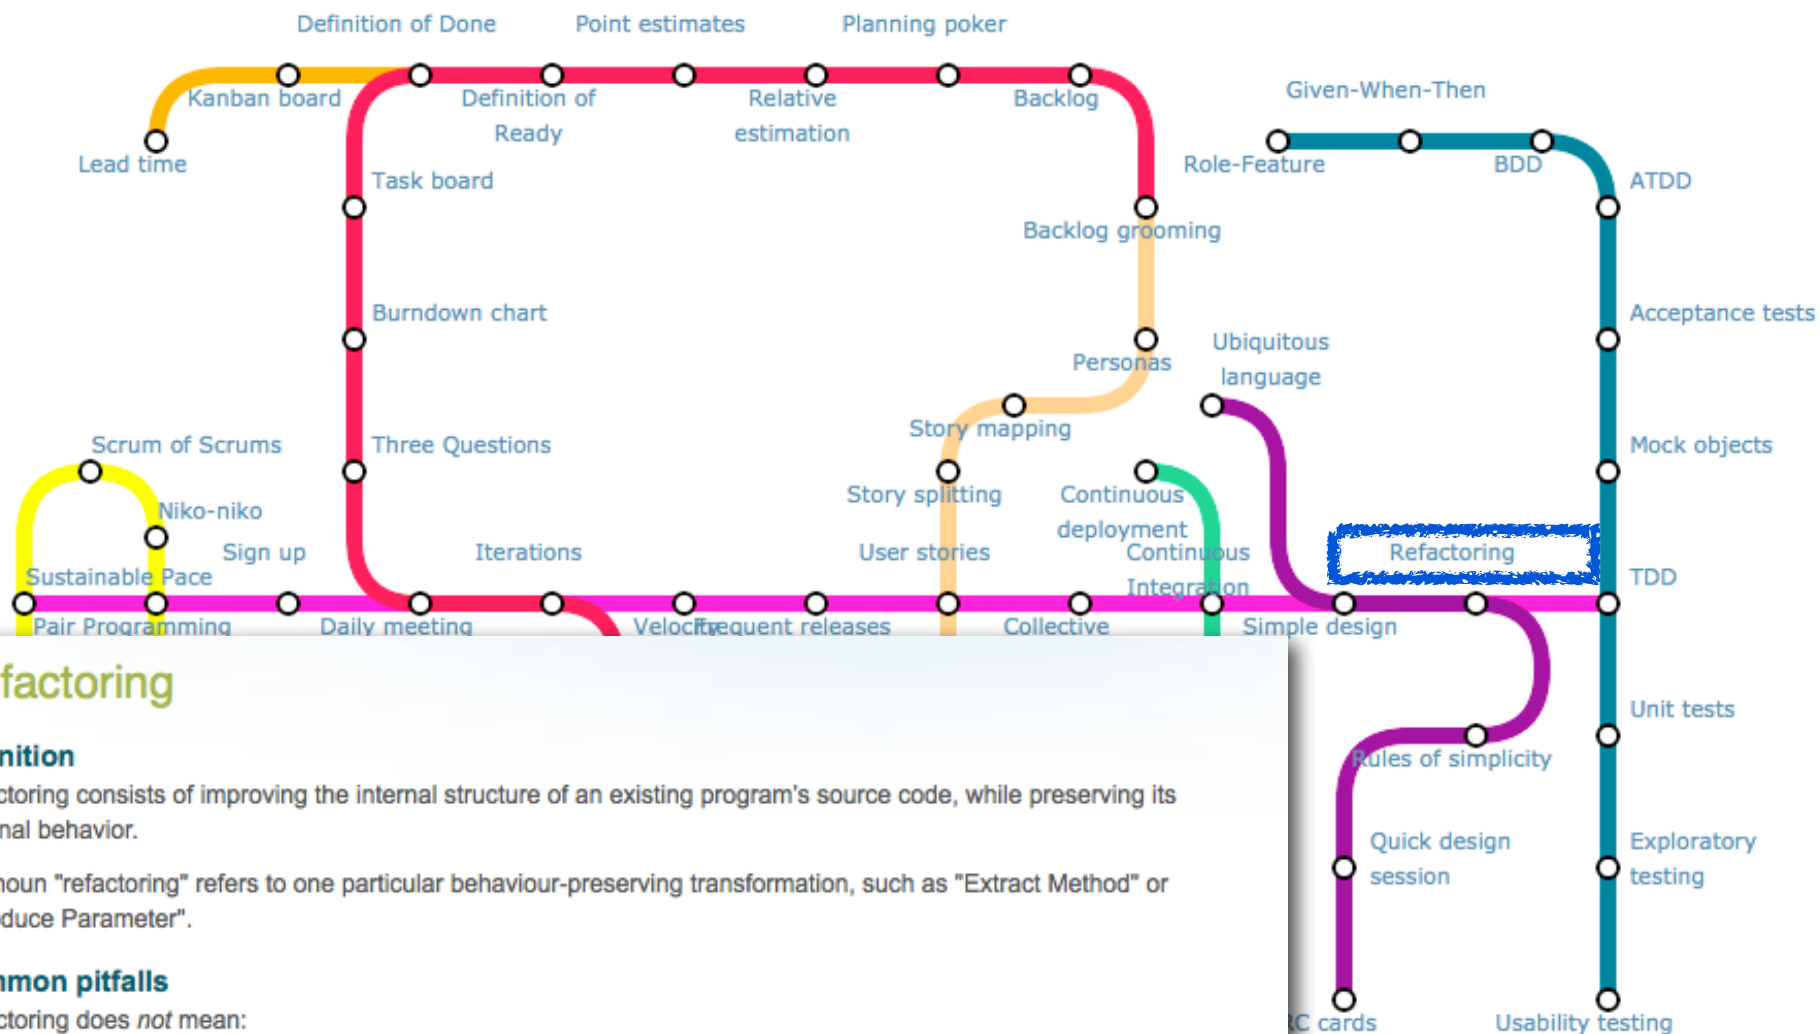 Definition of Done
Point estimates
Planning poker
Kanban board
Definition of
Ready
Relative
estimation
Backlog
Given-When-Then
Lead time
Role-Feature
BDD
ATDD
Task board
Backlog grooming
Burndown chart
Acceptance tests
Personas
Ubiquitous
language
Story mapping
Scrum of Scrums
Three Questions
Mock objects
Story splitting
Continuous
deployment
Niko-niko
Sign up
Iterations
User stories
Continuous
Integration
Refactoring
Sustainable Pace
TDD
Pair Programming
Daily meeting
Velocity
Frequent releases
Collective
Simple design
factoring
Unit tests
nition
Rules of simplicity
ctoring consists of improving the internal structure of an existing program's source code, while preserving its
nal behavior.
Quick design
session
Exploratory
testing
noun "refactoring" refers to one particular behaviour-preserving transformation, such as "Extract Method" or
duce Parameter".
mmon pitfalls
ctoring does not mean:
RC cards
Usability testing